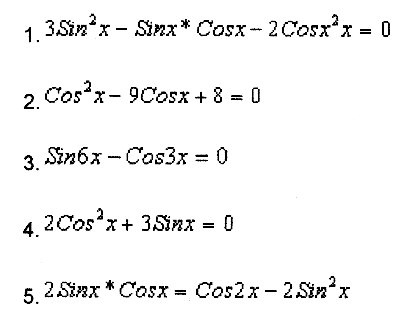 1. 3Sin²x − Sinx* Cosx − 2Cosx²x = 0
2. Cos²x − 9Cosx + 8 = 0
3. Sin6x − Cos3x = 0
4. 2Cos²x + 3Sinx = 0
5. 2Sinx * Cosx = Cos2x − 2Sin²x